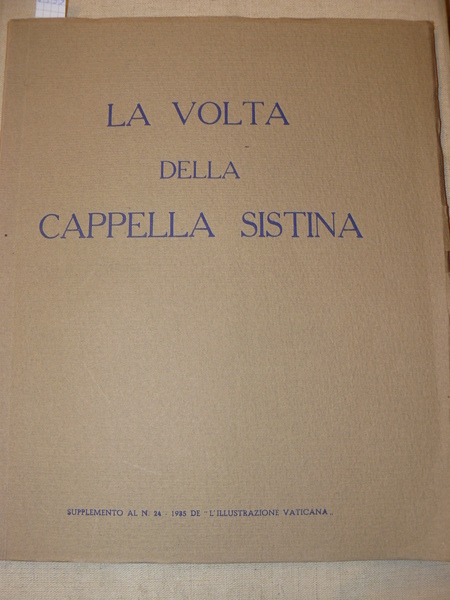 LA VOLTA
DELLA
CAPPELLA SISTINA
SUPPLEMENTO AL N. 24 - 1935 DE "L'ILLUSTRAZIONE VATICANA„